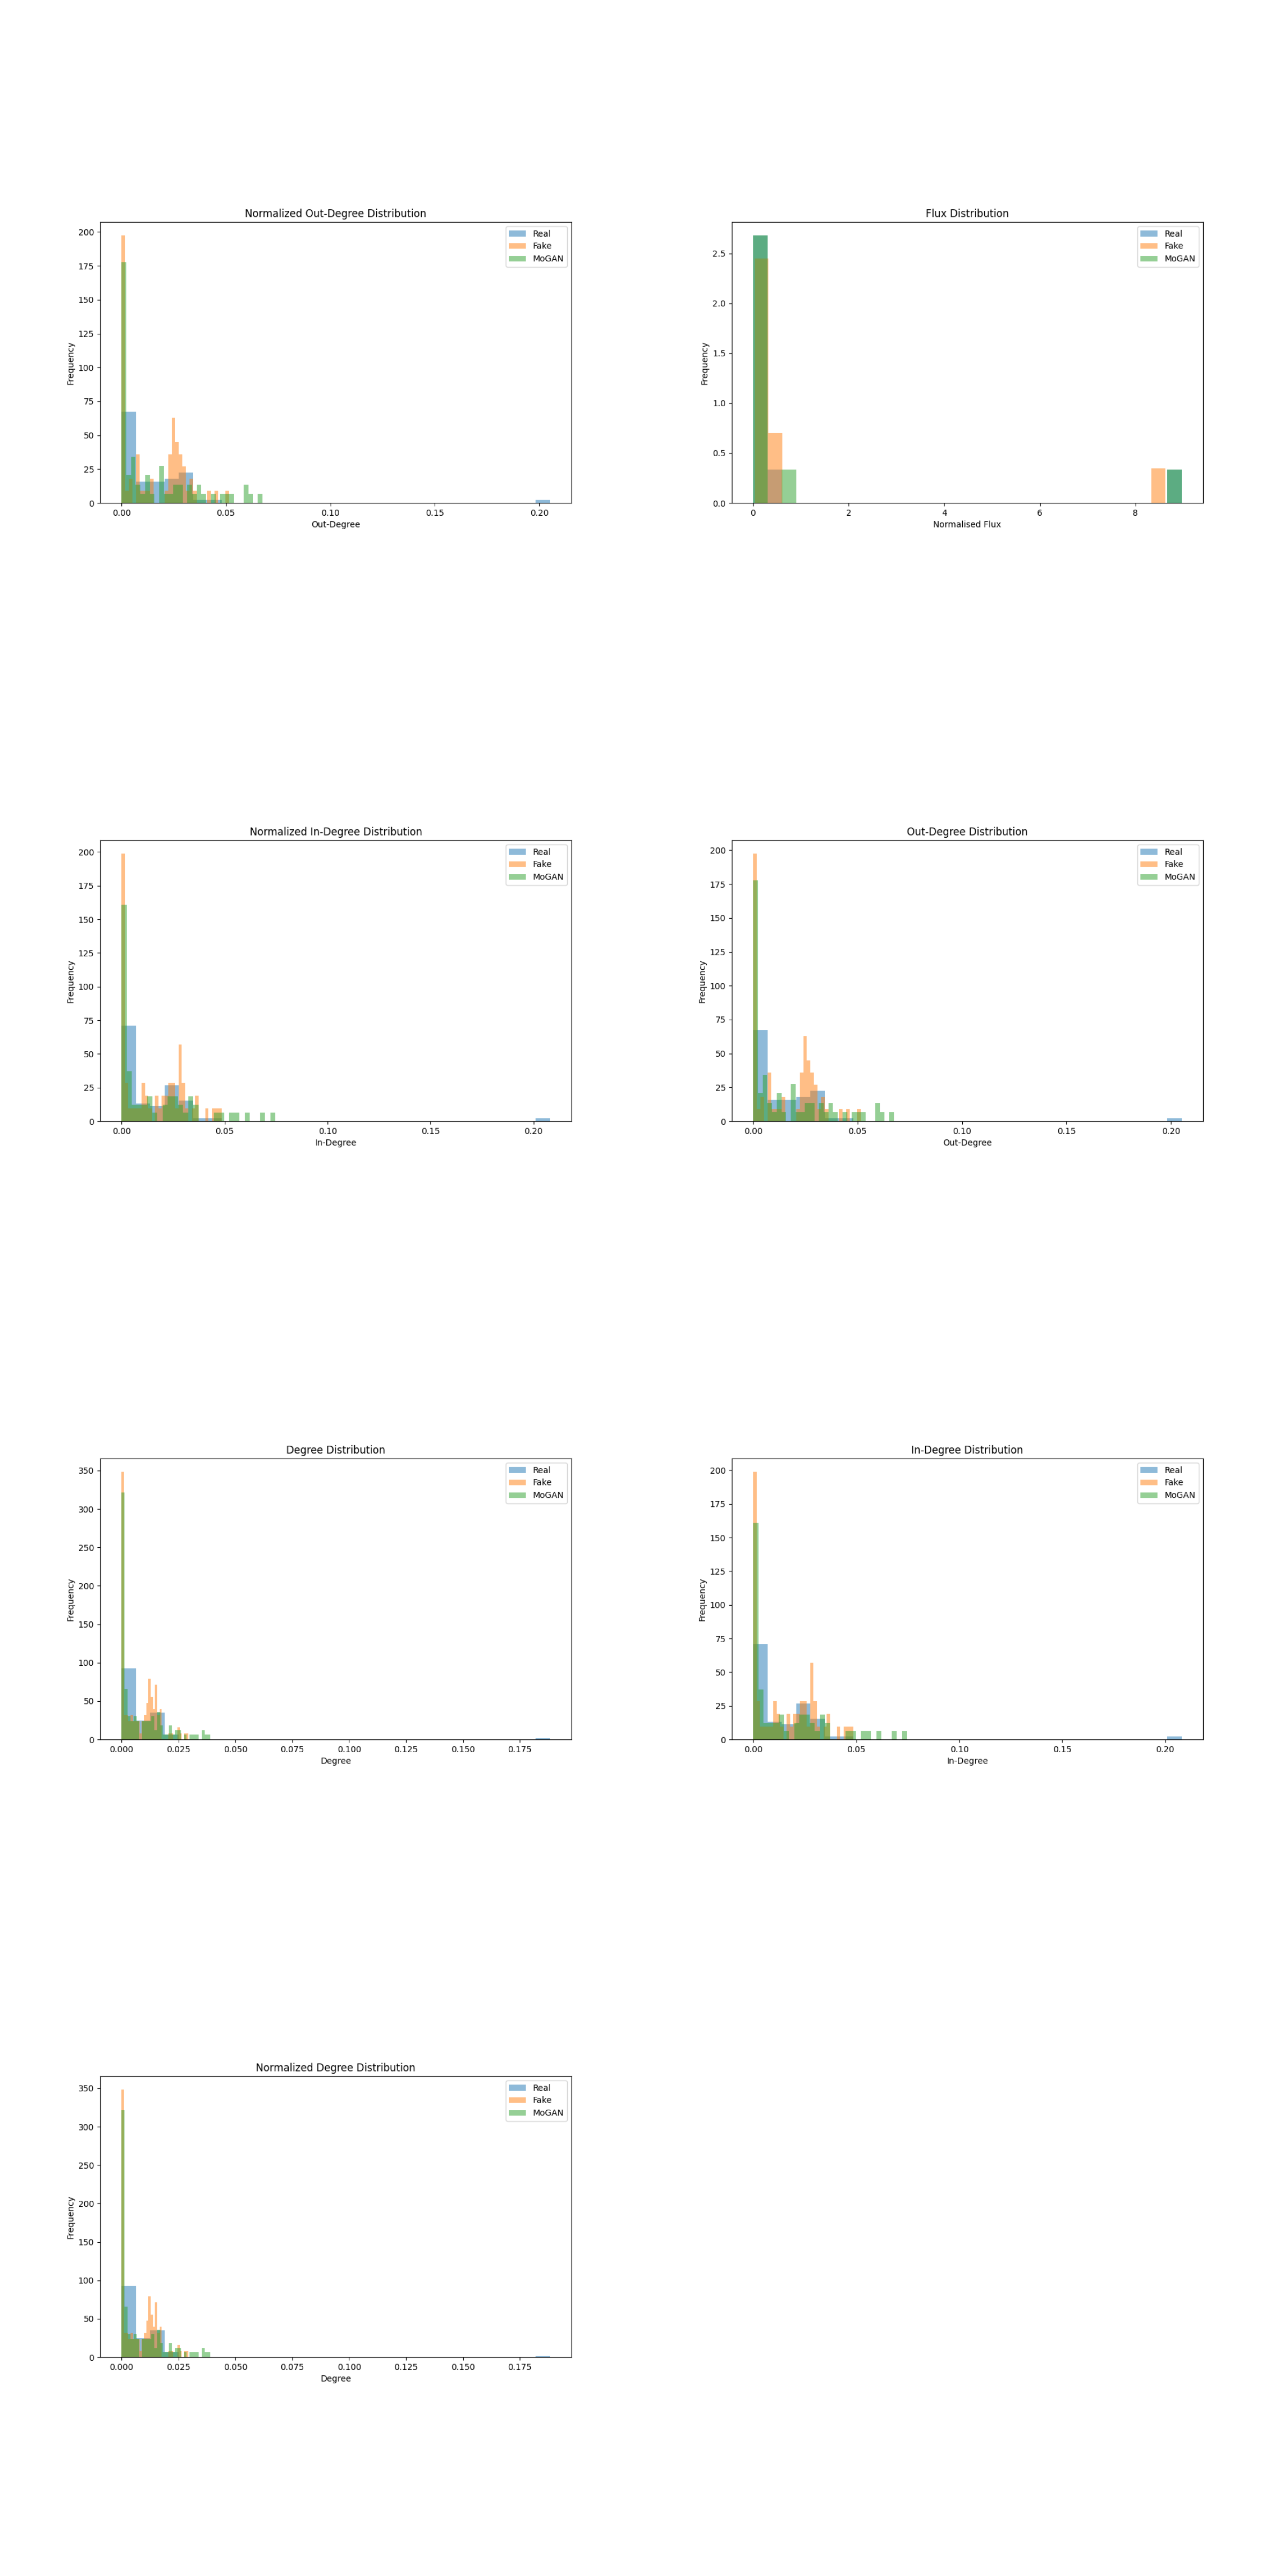 Normalized Out-Degree Distribution
Real
Fake
MoGAN
200
175
150
125
100
75
50
25
0
Frequency
0.00 0.05 0.10 0.15 0.20
Out-Degree
Flux Distribution
Real
Fake
MoGAN
2.5
2.0
1.5
1.0
0.5
0.0
Frequency
0 2 4 6 8
Normalised Flux
Normalized In-Degree Distribution
Real
Fake
MoGAN
200
175
150
125
100
75
50
25
0
Frequency
0.00 0.05 0.10 0.15 0.20
In-Degree
Out-Degree Distribution
Real
Fake
MoGAN
200
175
150
125
100
75
50
25
0
Frequency
0.00 0.05 0.10 0.15 0.20
Out-Degree
Degree Distribution
Real
Fake
MoGAN
350
300
250
200
150
100
50
0
Frequency
0.000 0.025 0.050 0.075 0.100 0.125 0.150 0.175
Degree
In-Degree Distribution
Real
Fake
MoGAN
200
175
150
125
100
75
50
25
0
Frequency
0.00 0.05 0.10 0.15 0.20
In-Degree
Normalized Degree Distribution
Real
Fake
MoGAN
350
300
250
200
150
100
50
0
Frequency
0.000 0.025 0.050 0.075 0.100 0.125 0.150 0.175
Degree